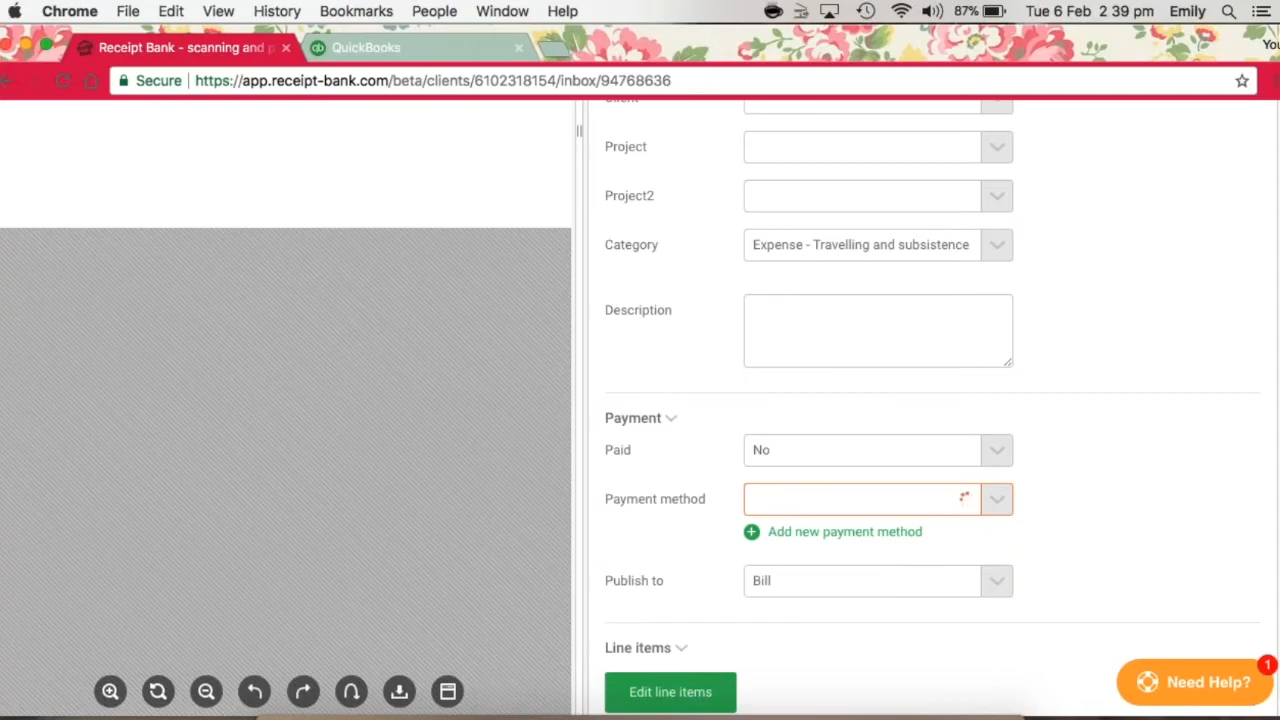 Chrome File Edit View History Bookmarks People Window Help 87% Tue 6 Feb 2 39 pm Emily
Receipt Bank - scanning and p QuickBooks You
Secure https://app.receipt-bank.com/beta/clients/6102318154/inbox/94768636
Client
Project
Project2
Category Expense - Travelling and subsistence
Description
Payment
Paid No
Payment method
Add new payment method
Publish to Bill
Line items
1
Need Help?
Edit line items